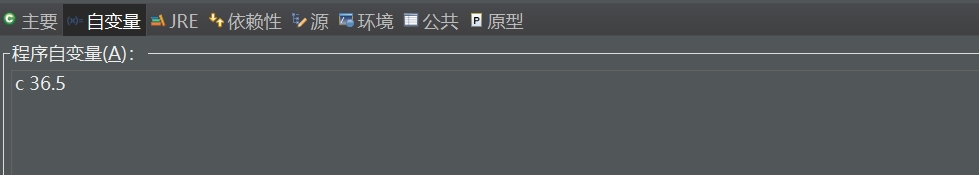 主要 (x)= 自变量 JRE 依赖性 源 环境 公共 原型
程序自变量(A):
c 36.5